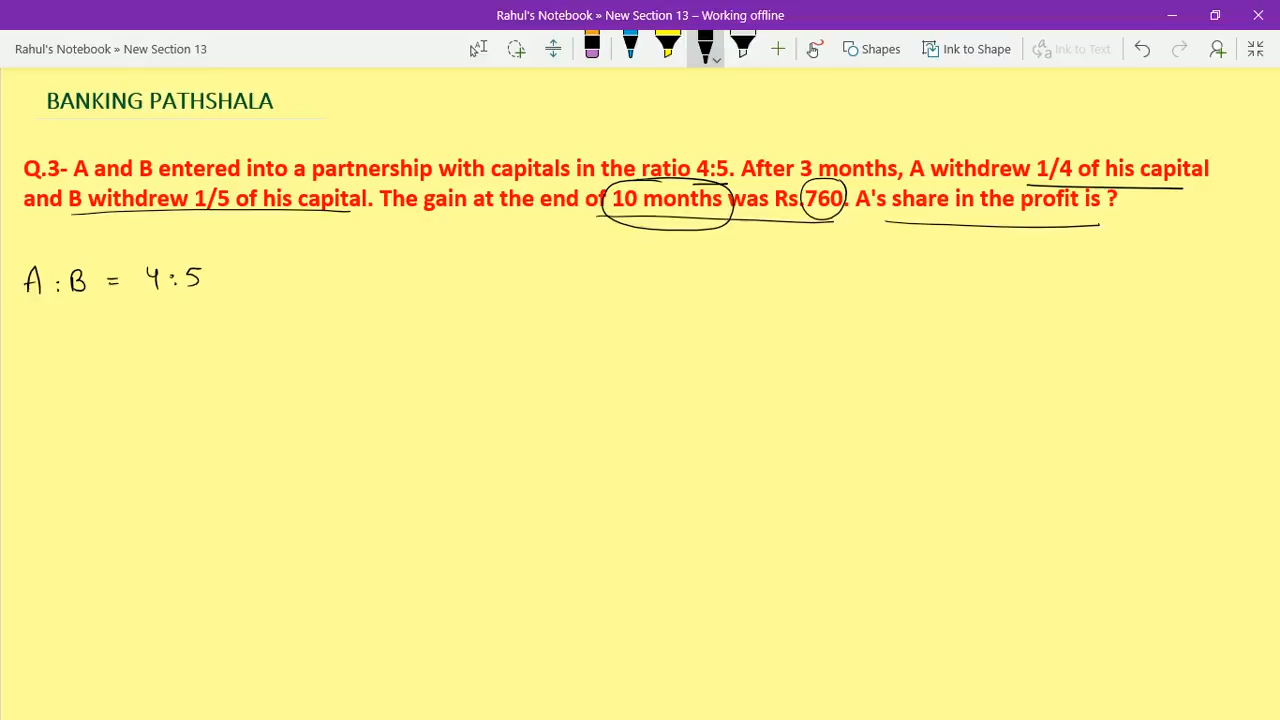 Rahul's Notebook » New Section 13 – Working offline
Rahul's Notebook » New Section 13
Shapes
Ink to Shape
Ink to Text
BANKING PATHSHALA
Q.3- A and B entered into a partnership with capitals in the ratio 4:5. After 3 months, A withdrew 1/4 of his capital
and B withdrew 1/5 of his capital. The gain at the end of 10 months was Rs.760. A's share in the profit is ?
A : B = 4 : 5